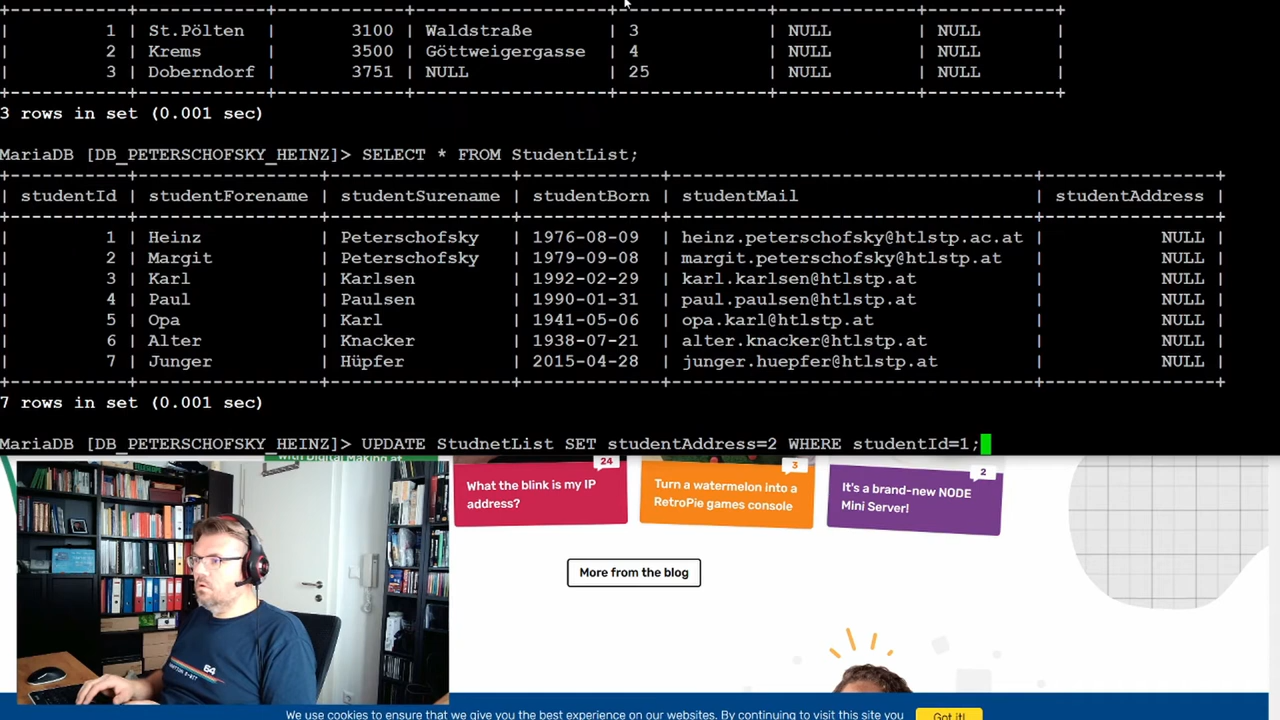 +-----------+------------+-----------+------------------+--------------+-------------+------------+
| 1 | St.Pölten | 3100 | Waldstraße | 3 | NULL | NULL |
| 2 | Krems | 3500 | Göttweigergasse | 4 | NULL | NULL |
| 3 | Doberndorf | 3751 | NULL | 25 | NULL | NULL |
3 rows in set (0.001 sec)
MariaDB [DB_PETERSCHOFSKY_HEINZ]> SELECT * FROM StudentList;
| studentId | studentForename | studentSurename | studentBorn | studentMail | studentAddress |
| 1 | Heinz | Peterschofsky | 1976-08-09 | heinz.peterschofsky@htlstp.ac.at | NULL |
| 2 | Margit | Peterschofsky | 1979-09-08 | margit.peterschofsky@htlstp.at | NULL |
| 3 | Karl | Karlsen | 1992-02-29 | karl.karlsen@htlstp.at | NULL |
| 4 | Paul | Paulsen | 1990-01-31 | paul.paulsen@htlstp.at | NULL |
| 5 | Opa | Karl | 1941-05-06 | opa.karl@htlstp.at | NULL |
| 6 | Alter | Knacker | 1938-07-21 | alter.knacker@htlstp.at | NULL |
| 7 | Junger | Hüpfer | 2015-04-28 | junger.huepfer@htlstp.at | NULL |
7 rows in set (0.001 sec)
MariaDB [DB_PETERSCHOFSKY_HEINZ]> UPDATE StudnetList SET studentAddress=2 WHERE studentId=1;
with Digital Making at
24
What the blink is my IP
address?
3
Turn a watermelon into a
RetroPie games console
2
It's a brand-new NODE
Mini Server!
More from the blog
64
We use cookies to ensure that we give you the best experience on our websites. By continuing to visit this site you
Got it!